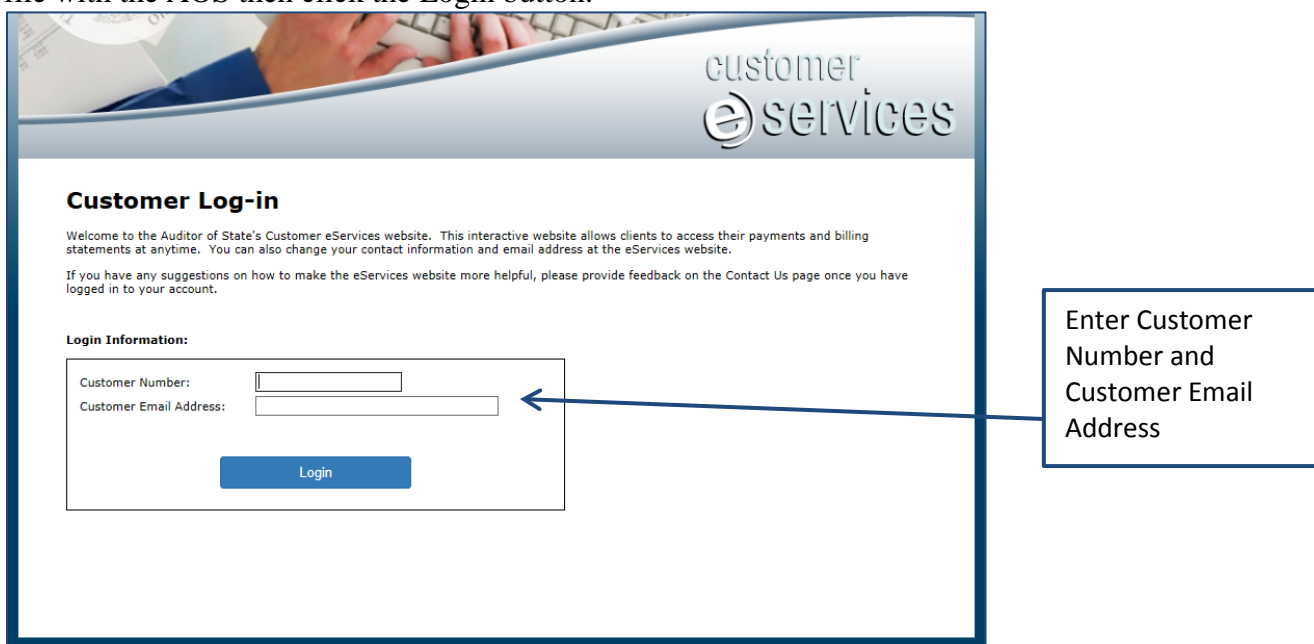 file with the AOS then click the Login button.
customer
e services
Customer Log-in
Welcome to the Auditor of State's Customer eServices website.  This interactive website allows clients to access their payments and billing
statements at anytime.  You can also change your contact information and email address at the eServices website.
If you have any suggestions on how to make the eServices website more helpful, please provide feedback on the Contact Us page once you have
logged in to your account.
Login Information:
Customer Number:
Customer Email Address:
Login
Enter Customer
Number and
Customer Email
Address